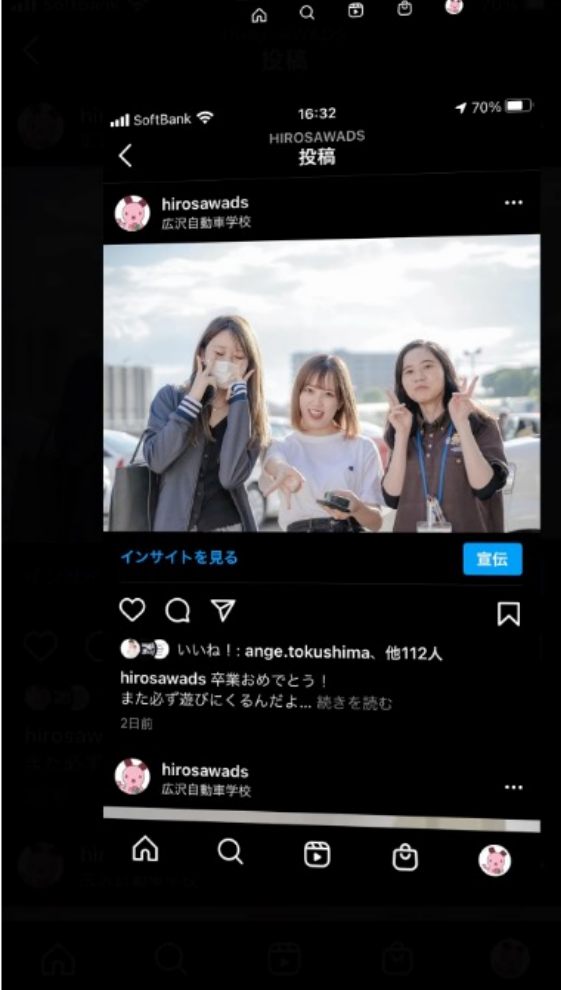 SoftBank 16:32 70%
HIROSAWADS
投稿
hirosawads
広沢自動車学校
インサイトを見る 宣伝
いいね！: ange.tokushima、他112人
hirosawads 卒業おめでとう！
また必ず遊びにくるんだよ... 続きを読む
2日前
hirosawads
広沢自動車学校